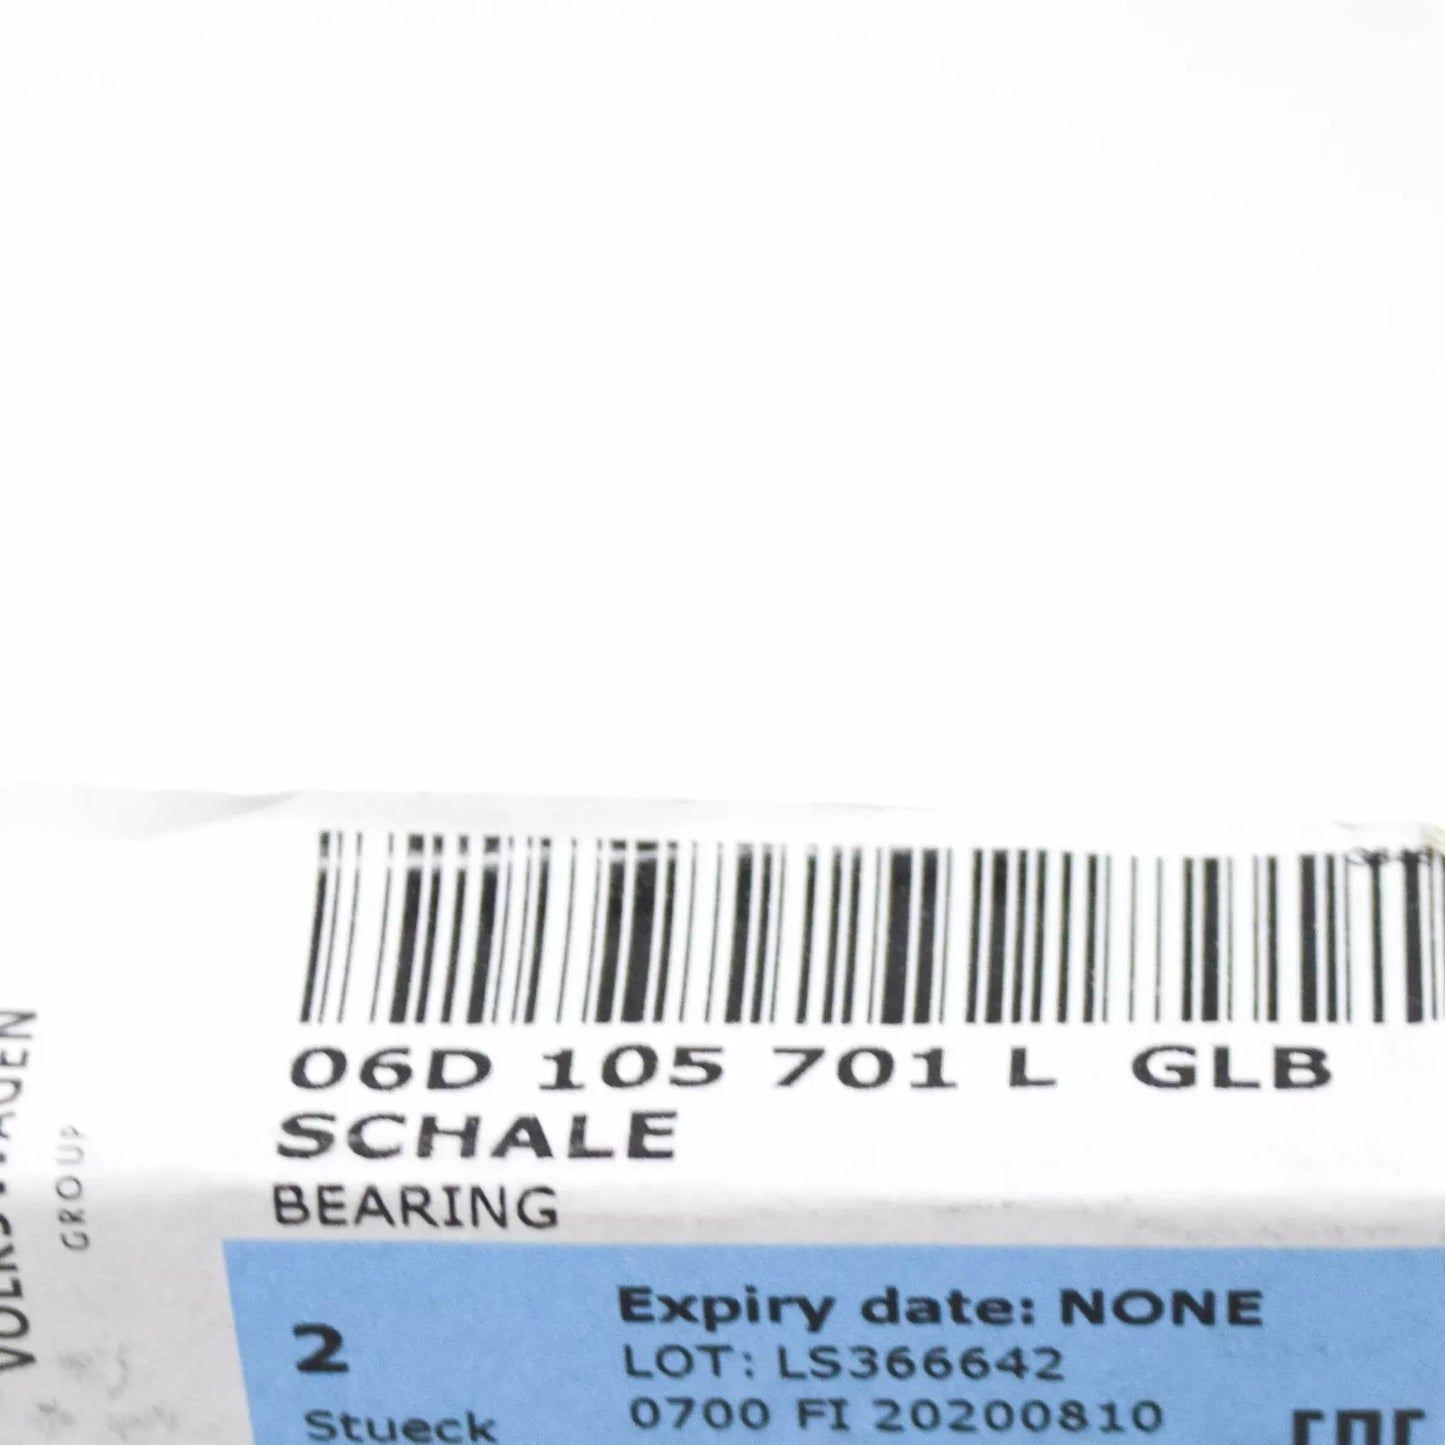 06D 105 701 L GLB
SCHALE
BEARING
VOLKSWAGEN
GROUP
2
Stueck
Expiry date: NONE
LOT: LS366642
0700 FI 20200810